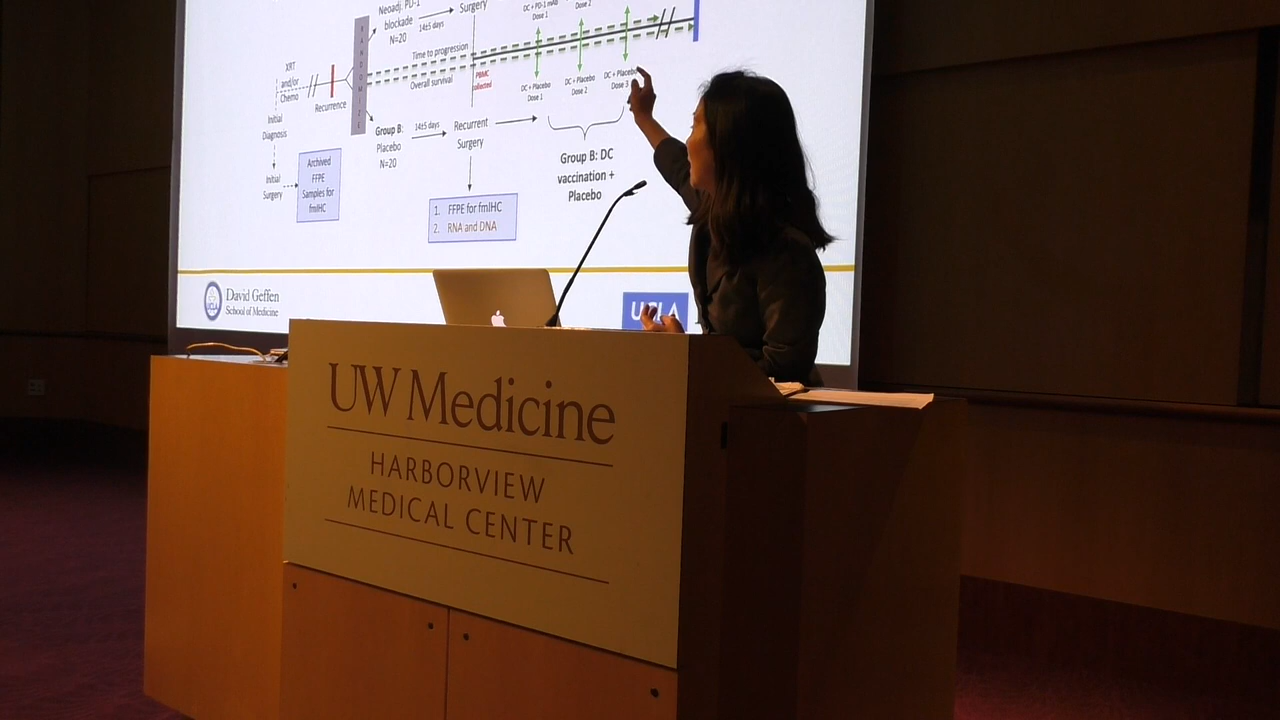 Neoadj. PD-1
blockade
N=20
14±5 days
Surgery
DC + PD-1 mAb
Dose 1
Dose 2
RANDOMIZE
XRT
and/or
Chemo
Recurrence
Time to progression
Overall survival
PBMC
collected
DC + Placebo
Dose 1
DC + Placebo
Dose 2
DC + Placebo
Dose 3
Initial
Diagnosis
Group B:
Placebo
N=20
14±5 days
Recurrent
Surgery
Group B: DC
vaccination +
Placebo
Initial
Surgery
Archived
FFPE
Samples for
fmIHC
1. FFPE for fmIHC
2. RNA and DNA
UCLA
David Geffen
School of Medicine
UCLA
UW Medicine
HARBORVIEW
MEDICAL CENTER